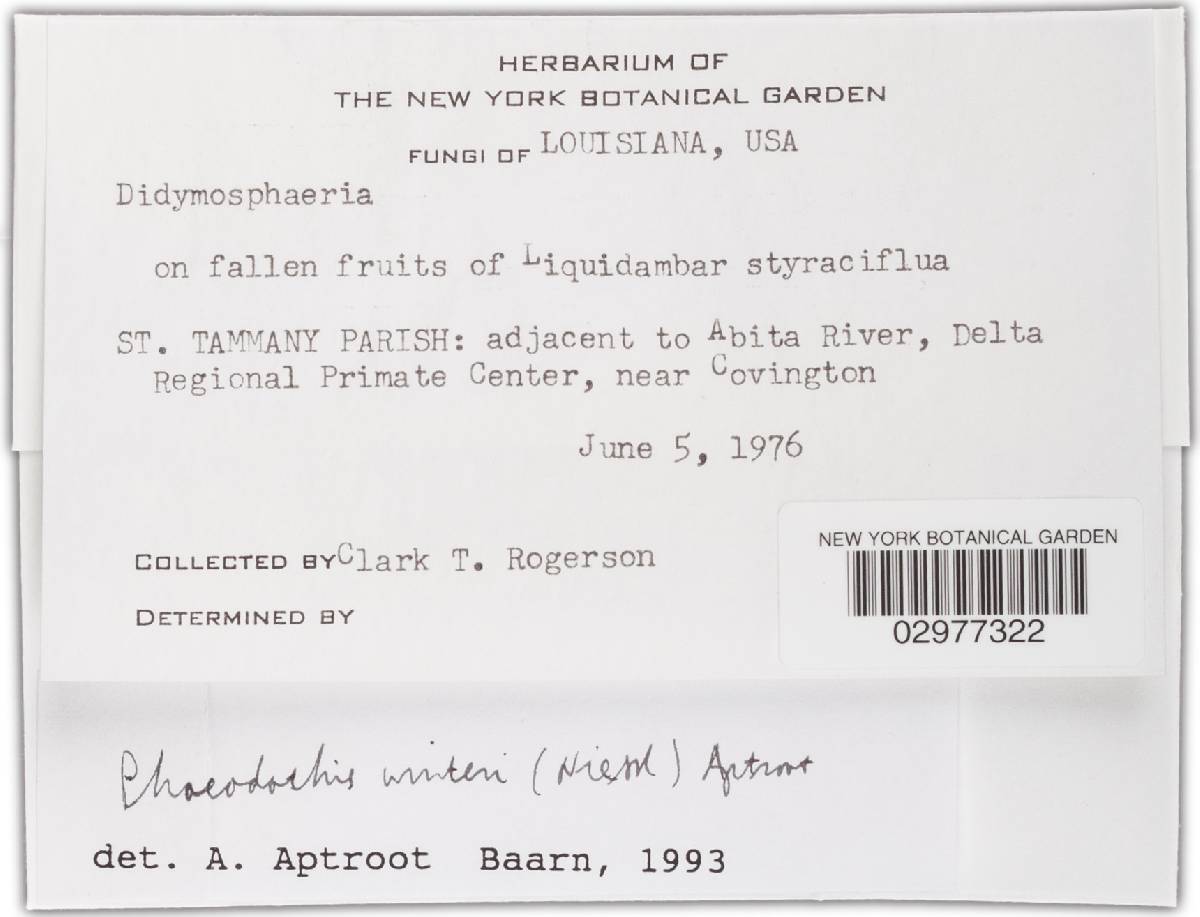 HERBARIUM OF
THE NEW YORK BOTANICAL GARDEN
FUNGI OF LOUISIANA, USA
Didymosphaeria
on fallen fruits of Liquidambar styraciflua
ST. TAMMANY PARISH: adjacent to Abita River, Delta
Regional Primate Center, near Covington
June 5, 1976
COLLECTED BY Clark T. Rogerson
DETERMINED BY
NEW YORK BOTANICAL GARDEN
02977322
Phaeodothis winteri (Niessl) Aptroot
det. A. Aptroot Baarn, 1993